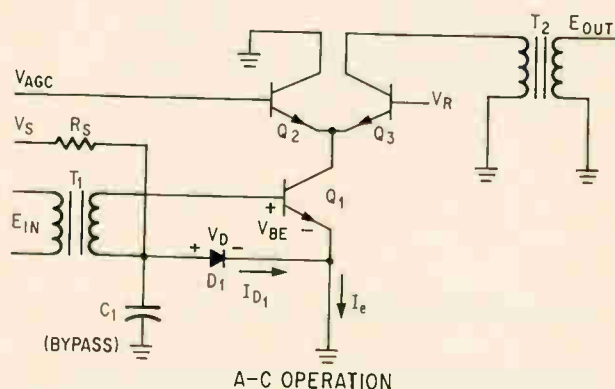 T2 EOUT
VAGC
Q2 Q3 VR
VS RS
T1
Q1
EIN
+ VBE -
+ VD -
D1
ID1
Ie
C1
(BYPASS)
A-C OPERATION